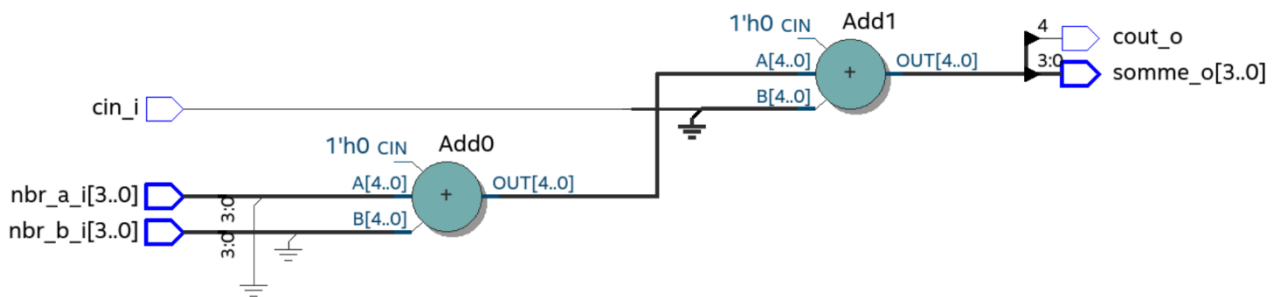 1'h0 CIN
Add1
4
cout_o
A[4..0]
OUT[4..0]
3:0
somme_o[3..0]
cin_i
B[4..0]
1'h0 CIN
Add0
nbr_a_i[3..0]
3:0
A[4..0]
OUT[4..0]
nbr_b_i[3..0]
3:0
B[4..0]
+
+